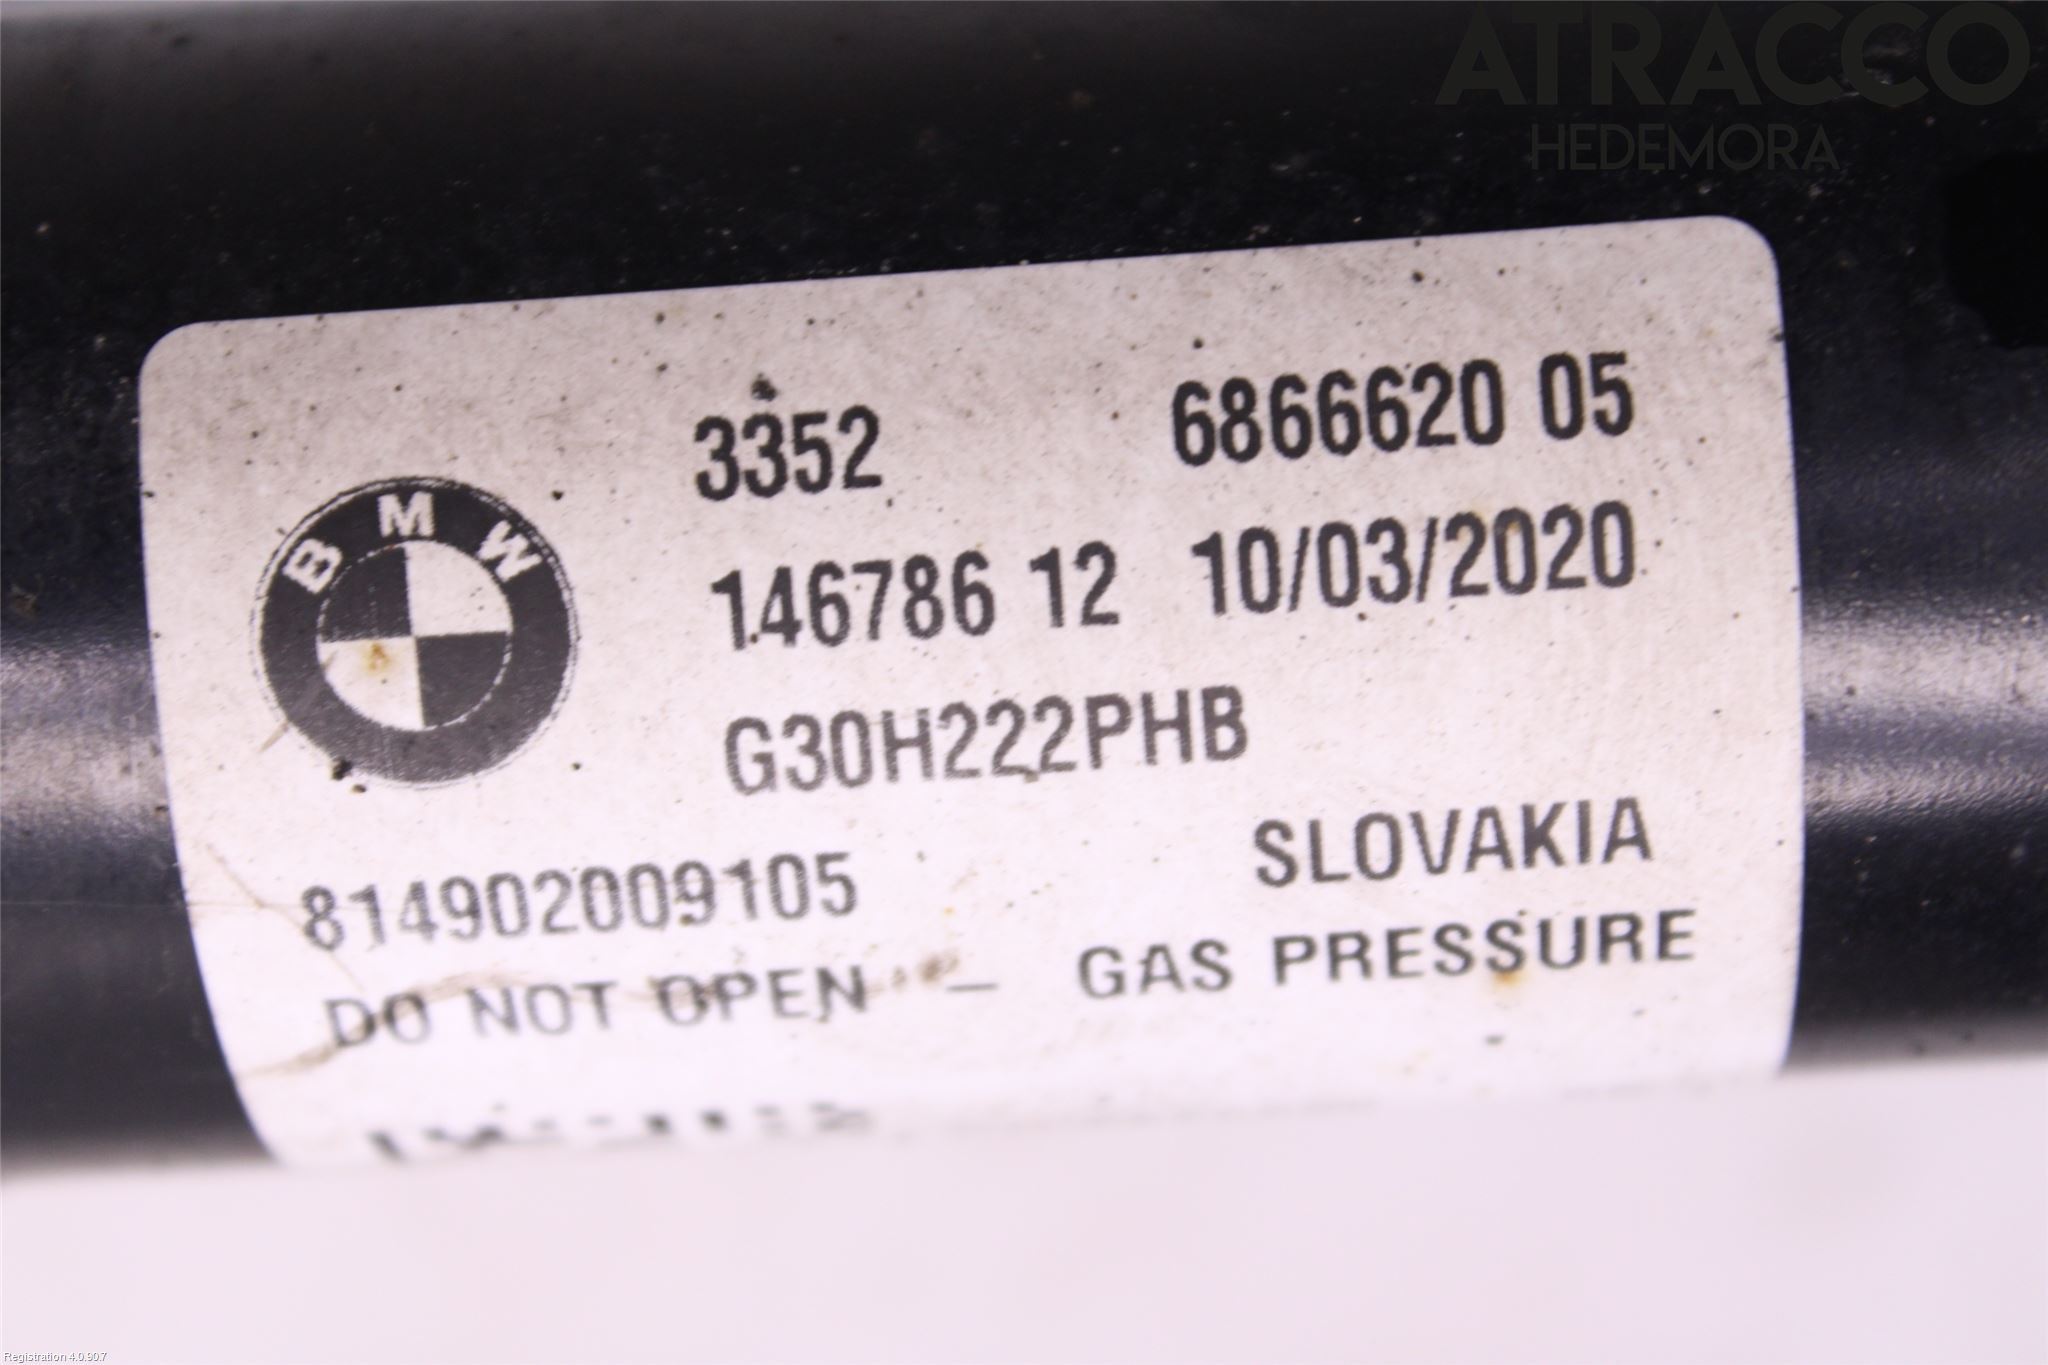 ATRACCO
HEDEMORA
3352 6866620 05
BMW
146786 12 10/03/2020
G30H222PHB
SLOVAKIA
814902009105
DO NOT OPEN – GAS PRESSURE
Registration 4.0.90.7